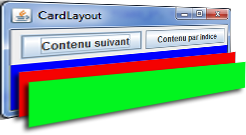 CardLayout
Contenu suivant
Contenu par indice